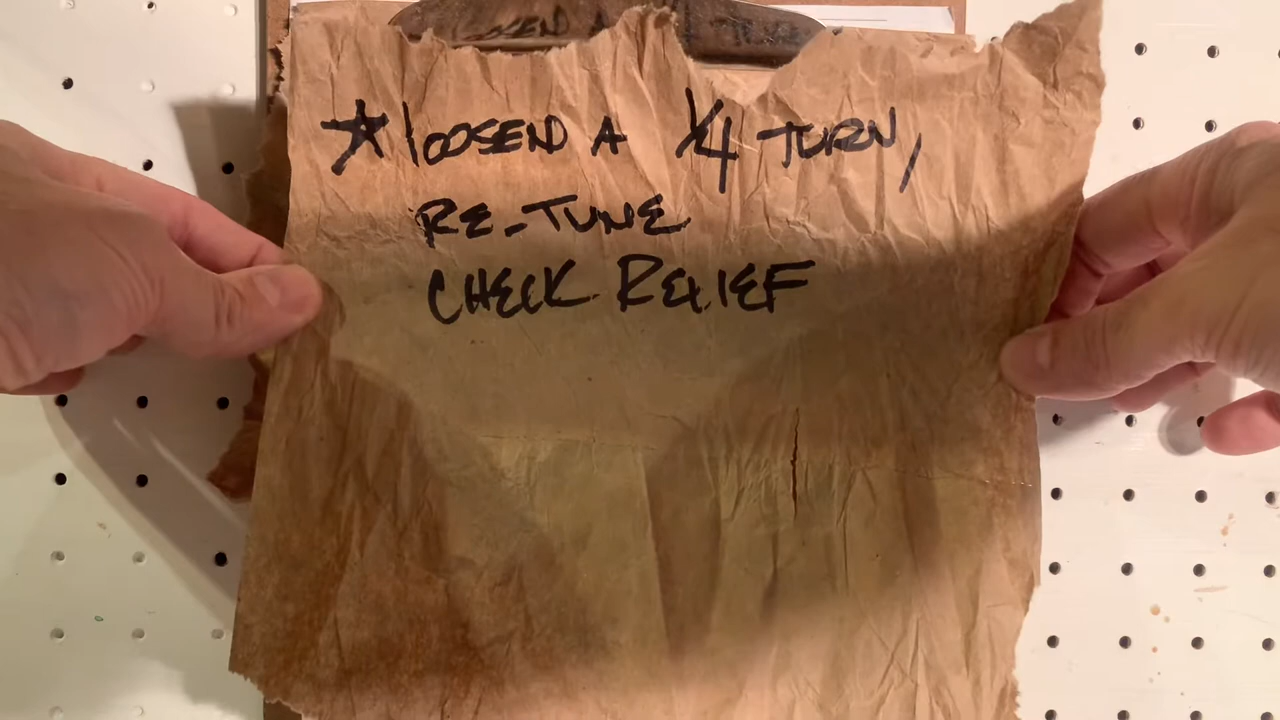 ★ loosend A 1/4 TURN,
RE-TUNE
CHECK RELIEF